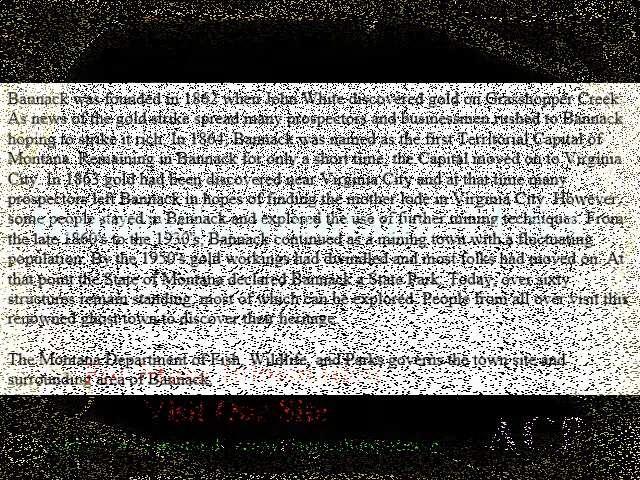 Bannack was founded in 1862 when John White discovered gold on Grasshopper Creek.
As news of the gold strike spread many prospectors and businessmen rushed to Bannack
hoping to strike it rich. In 1864, Bannack was named as the first Territorial Capital of
Montana. Remaining in Bannack for only a short time, the Capital moved on to Virginia
City. In 1863 gold had been discovered near Virginia City and at that time many
prospectors left Bannack in hopes of finding the mother lode in Virginia City. However,
some people stayed in Bannack and explored the use of further mining techniques. From
the late 1860's to the 1930's, Bannack continued as a mining town with a fluctuating
population. By the 1950's gold workings had dwindled and most folks had moved on. At
that point the State of Montana declared Bannack a State Park. Today, over sixty
structures remain standing, most of which can be explored. People from all over visit this
renowned ghost town to discover their heritage.
The Montana Department of Fish, Wildlife, and Parks governs the town site and
surrounding area of Bannack.
Visit Our Site